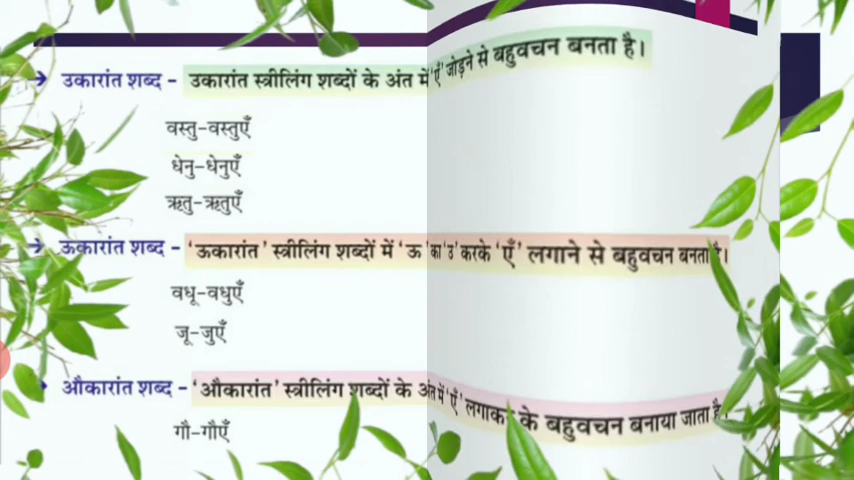 उकारांत शब्द - उकारांत स्त्रीलिंग शब्दों के अंत में 'एँ' जोड़ने से बहुवचन बनता है।
वस्तु-वस्तुएँ
धेनु-धेनुएँ
ऋतु-ऋतुएँ
ऊकारांत शब्द - 'ऊकारांत' स्त्रीलिंग शब्दों में 'ऊ' का 'उ' करके 'एँ' लगाने से बहुवचन बनता है।
वधू-वधुएँ
जू-जुएँ
औकारांत शब्द - 'औकारांत' स्त्रीलिंग शब्दों के अंत में 'एँ' लगाकर के बहुवचन बनाया जाता है।
गौ-गौएँ